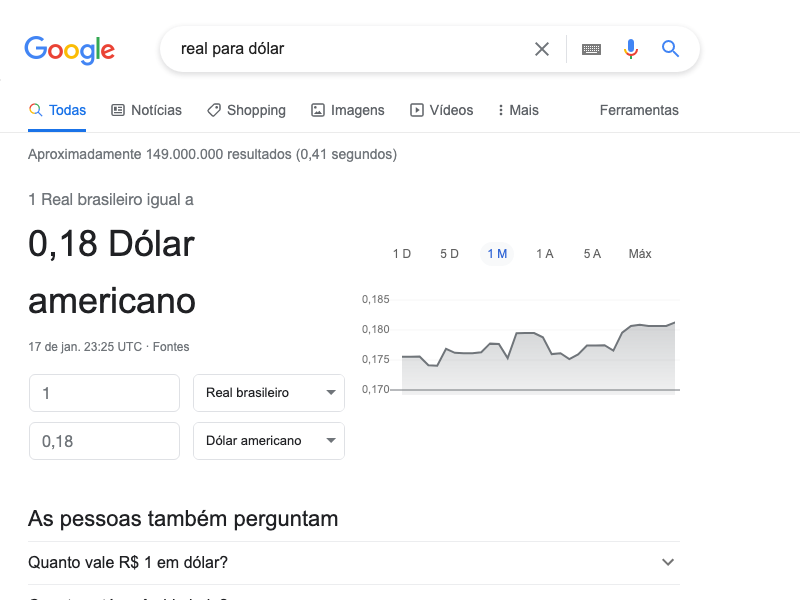 Google
real para dólar
Todas
Notícias
Shopping
Imagens
Vídeos
Mais
Ferramentas
Aproximadamente 149.000.000 resultados (0,41 segundos)
1 Real brasileiro igual a
0,18 Dólar
americano
17 de jan. 23:25 UTC · Fontes
1
Real brasileiro
0,18
Dólar americano
1 D
5 D
1 M
1 A
5 A
Máx
0,185
0,180
0,175
0,170
As pessoas também perguntam
Quanto vale R$ 1 em dólar?